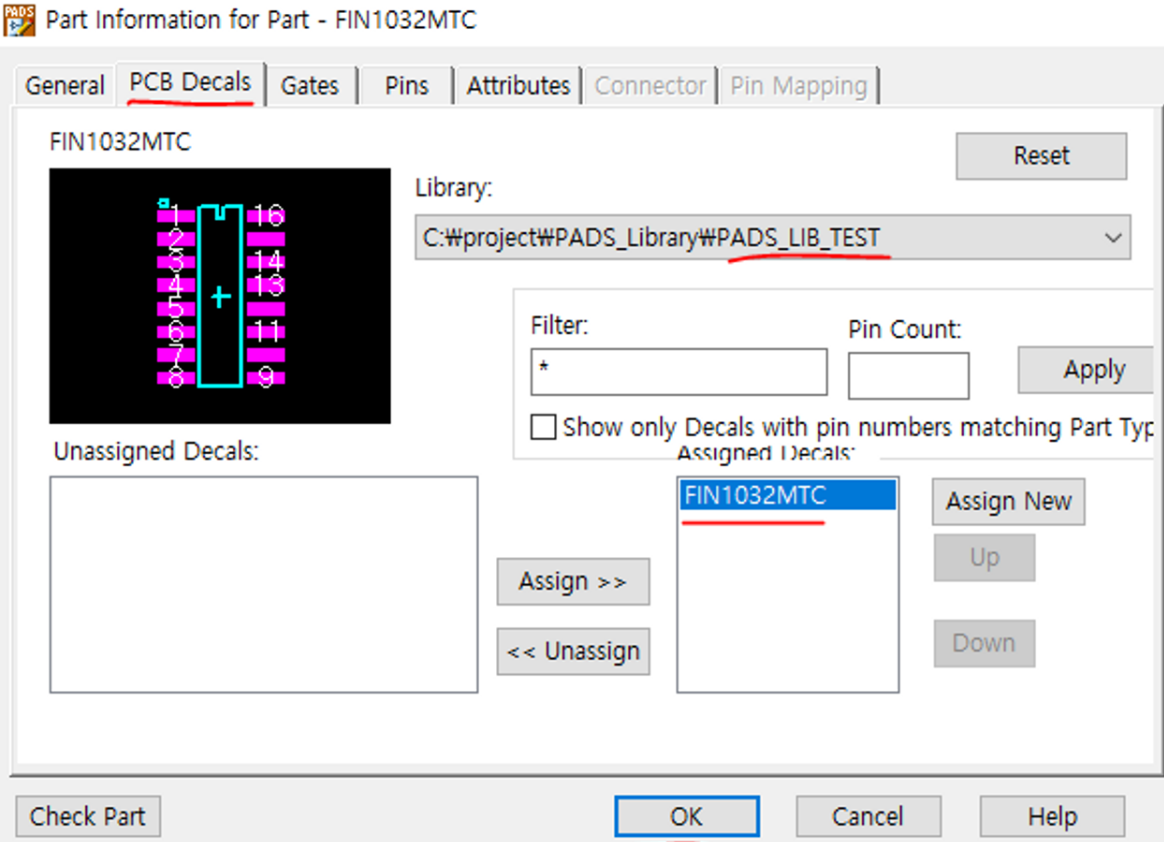 PADS
Part Information for Part - FIN1032MTC
General PCB Decals Gates Pins Attributes Connector Pin Mapping
FIN1032MTC
Reset
Library:
C:₩project₩PADS_Library₩PADS_LIB_TEST
1 16
2
3 14
4 13
5
6 11
7
8 9
Filter: Pin Count:
* Apply
Show only Decals with pin numbers matching Part Typ
Unassigned Decals: Assigned Decals:
FIN1032MTC Assign New
Up
Assign >>
Down
<< Unassign
Check Part OK Cancel Help